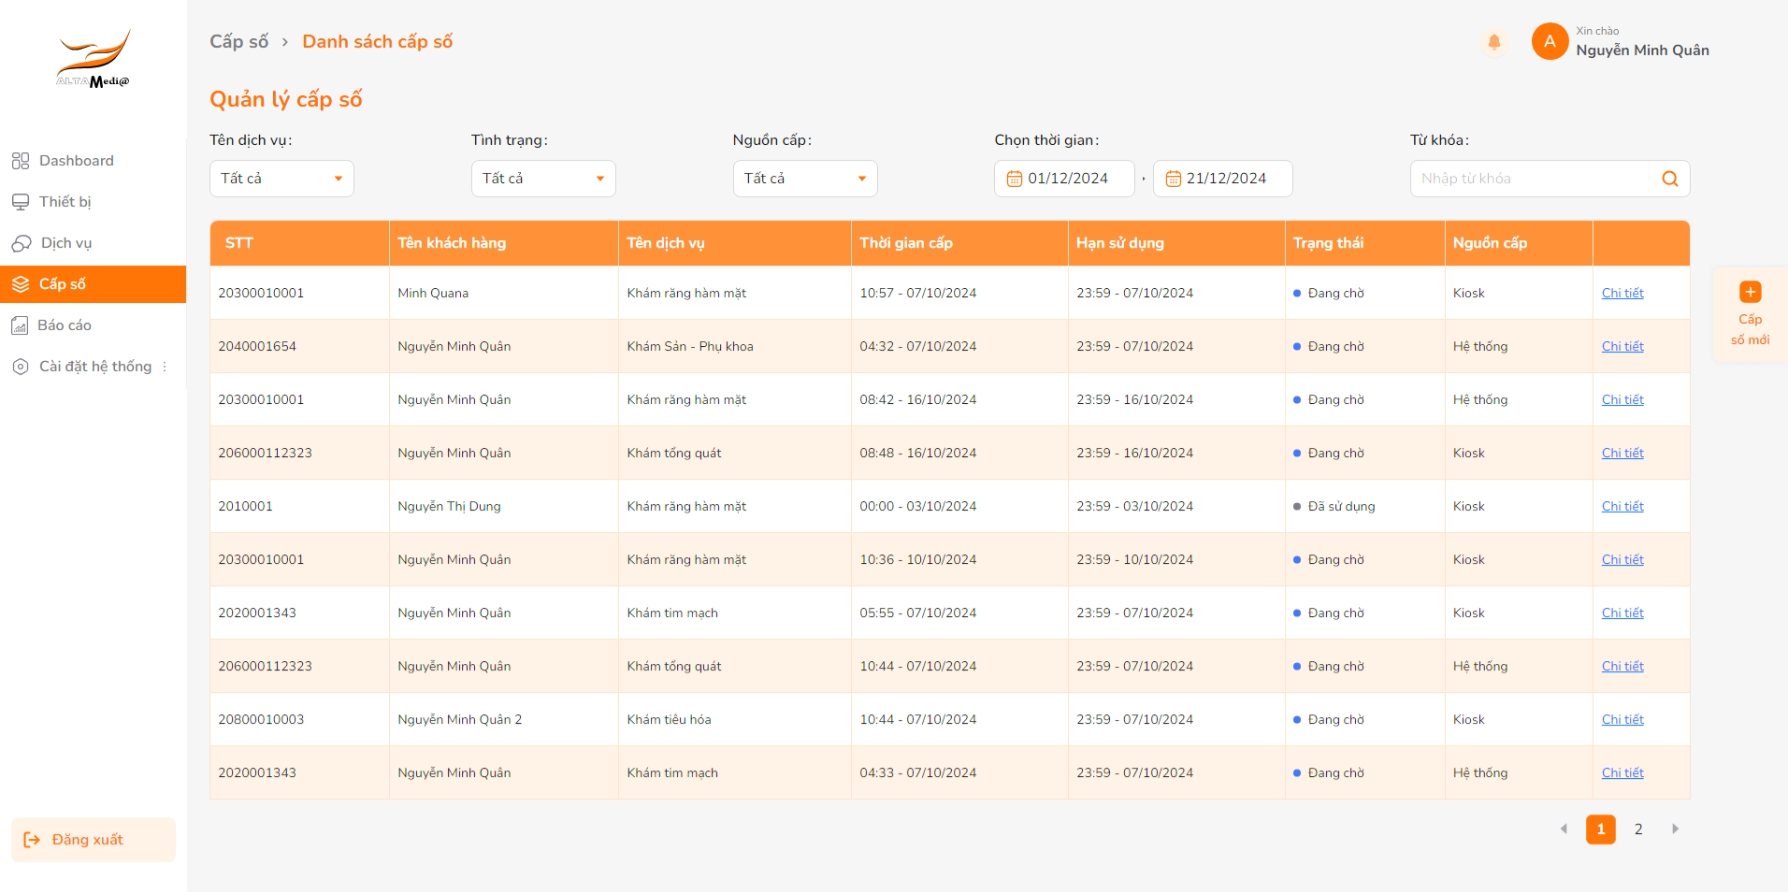 ALTA Medi@
Cấp số › Danh sách cấp số
A
Xin chào
Nguyễn Minh Quân
Quản lý cấp số
Dashboard
Thiết bị
Dịch vụ
Cấp số
Báo cáo
Cài đặt hệ thống
Đăng xuất
Tên dịch vụ: Tình trạng: Nguồn cấp: Chọn thời gian: Từ khóa:
Tất cả Tất cả Tất cả 01/12/2024 21/12/2024 Nhập từ khóa
STT Tên khách hàng Tên dịch vụ Thời gian cấp Hạn sử dụng Trạng thái Nguồn cấp
20300010001 Minh Quana Khám răng hàm mặt 10:57 - 07/10/2024 23:59 - 07/10/2024 Đang chờ Kiosk Chi tiết
2040001654 Nguyễn Minh Quân Khám Sản - Phụ khoa 04:32 - 07/10/2024 23:59 - 07/10/2024 Đang chờ Hệ thống Chi tiết
20300010001 Nguyễn Minh Quân Khám răng hàm mặt 08:42 - 16/10/2024 23:59 - 16/10/2024 Đang chờ Hệ thống Chi tiết
206000112323 Nguyễn Minh Quân Khám tổng quát 08:48 - 16/10/2024 23:59 - 16/10/2024 Đang chờ Kiosk Chi tiết
2010001 Nguyễn Thị Dung Khám răng hàm mặt 00:00 - 03/10/2024 23:59 - 03/10/2024 Đã sử dụng Kiosk Chi tiết
20300010001 Nguyễn Minh Quân Khám răng hàm mặt 10:36 - 10/10/2024 23:59 - 10/10/2024 Đang chờ Kiosk Chi tiết
2020001343 Nguyễn Minh Quân Khám tim mạch 05:55 - 07/10/2024 23:59 - 07/10/2024 Đang chờ Kiosk Chi tiết
206000112323 Nguyễn Minh Quân Khám tổng quát 10:44 - 07/10/2024 23:59 - 07/10/2024 Đang chờ Hệ thống Chi tiết
20800010003 Nguyễn Minh Quân 2 Khám tiêu hóa 10:44 - 07/10/2024 23:59 - 07/10/2024 Đang chờ Kiosk Chi tiết
2020001343 Nguyễn Minh Quân Khám tim mạch 04:33 - 07/10/2024 23:59 - 07/10/2024 Đang chờ Hệ thống Chi tiết
Cấp
số mới
1 2